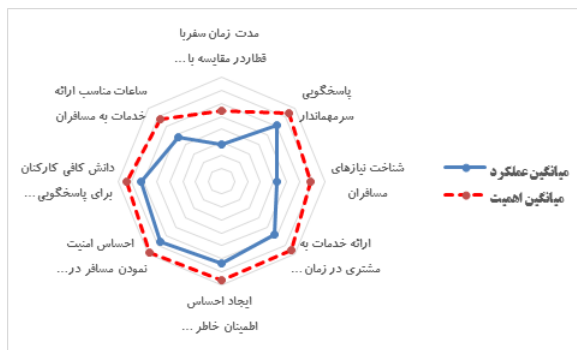 مدت زمان سفربا
قطاردر مقایسه با ...
پاسخگویی
سرمهماندار
شناخت نیازهای
مسافران
ارائه خدمات به
مشتری در زمان ...
ایجاد احساس
اطمینان خاطر ...
احساس امنیت
نمودن مسافر در...
دانش کافی کارکنان
برای پاسخگویی ...
ساعات مناسب ارائه
خدمات به مسافران
میانگین عملکرد
میانگین اهمیت